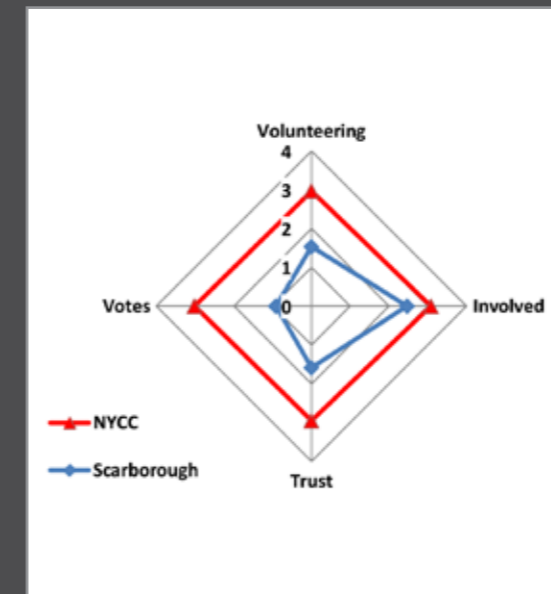 Volunteering
4
3
2
1
0
Votes
Involved
NYCC
Scarborough
Trust